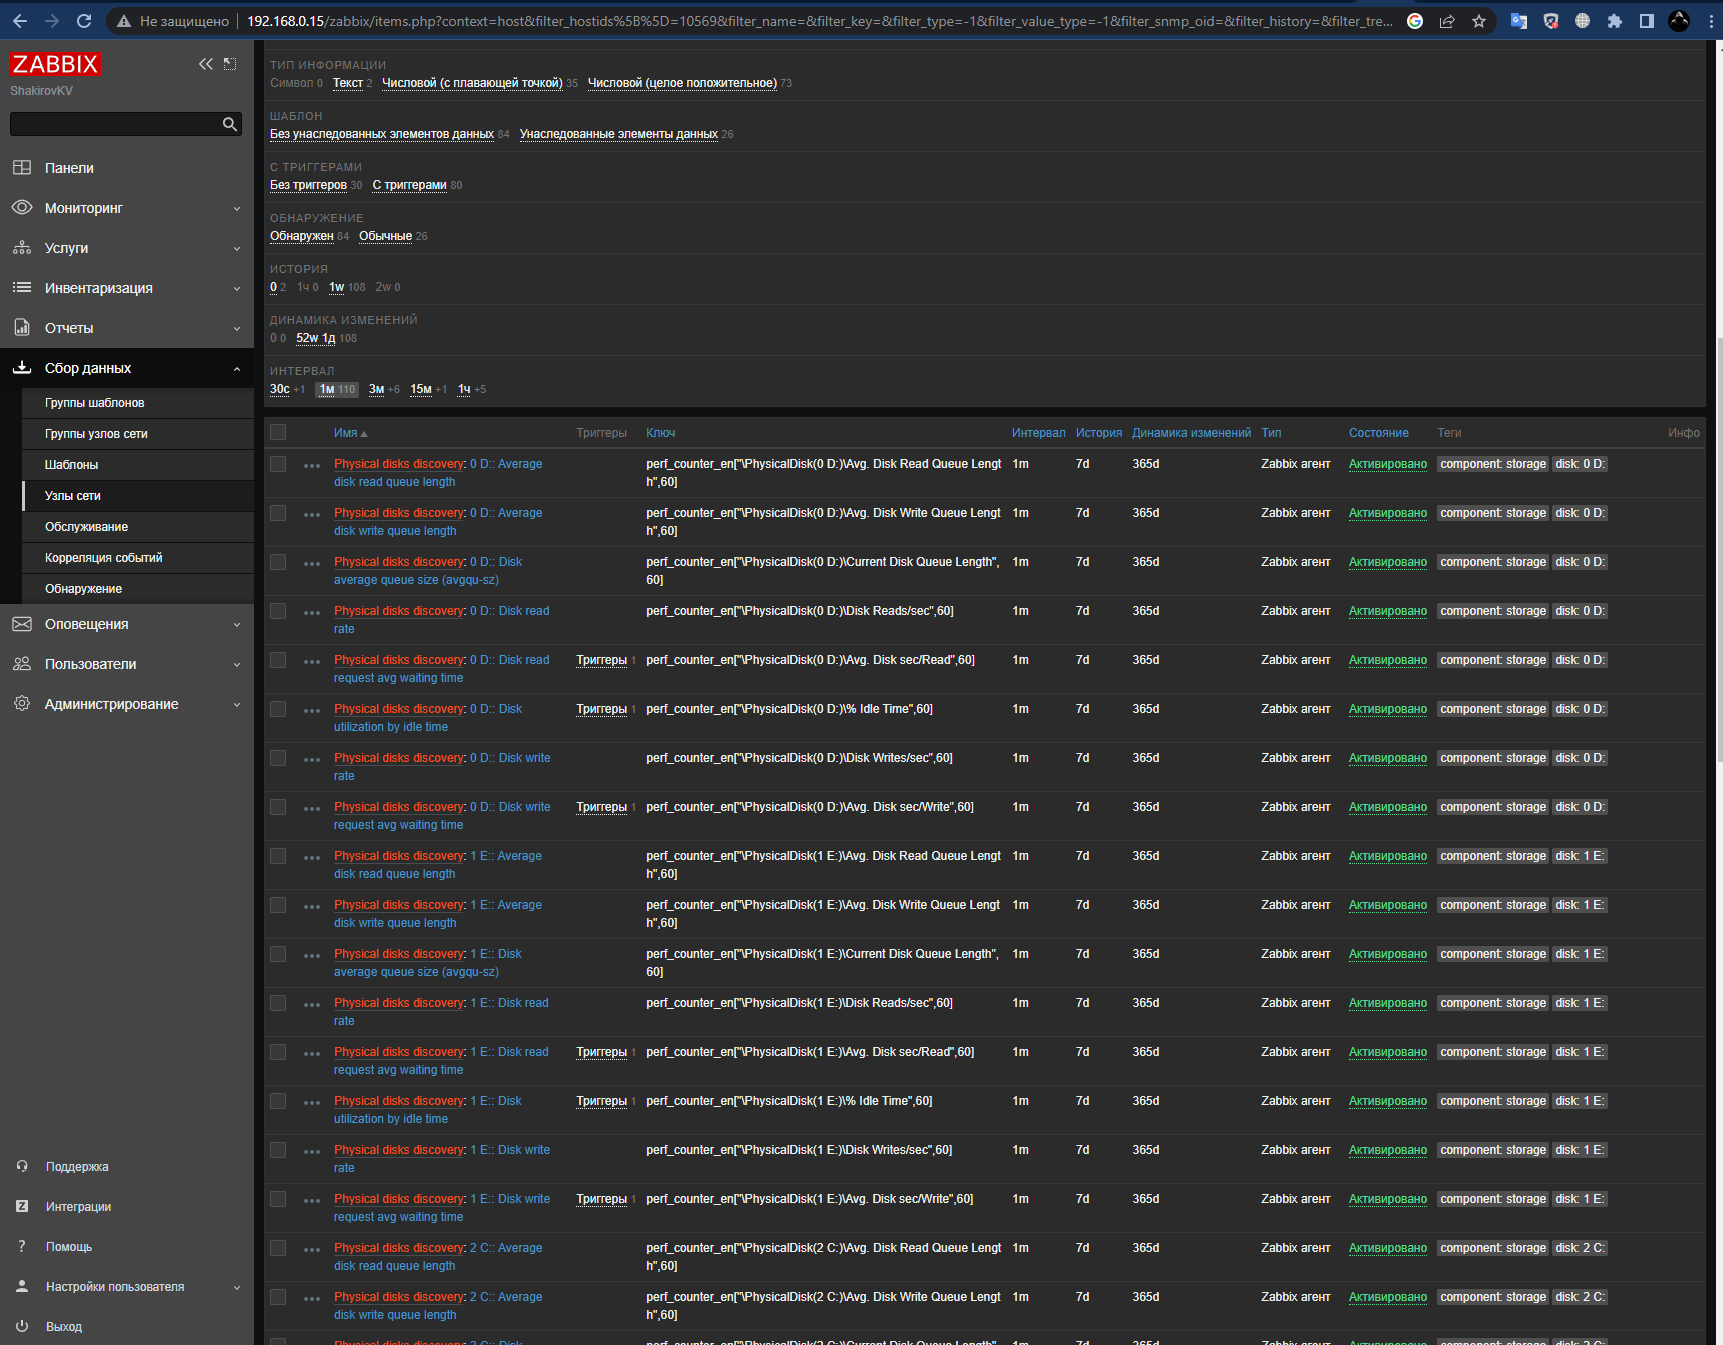 Не защищено 192.168.0.15/zabbix/items.php?context=host&filter_hostids%5B%5D=10569&filter_name=&filter_key=&filter_type=-1&filter_value_type=-1&filter_snmp_oid=&filter_history=&filter_tre...
ZABBIX
ShakirovKV
Панели
Мониторинг
Услуги
Инвентаризация
Отчеты
Сбор данных
Группы шаблонов
Группы узлов сети
Шаблоны
Узлы сети
Обслуживание
Корреляция событий
Обнаружение
Оповещения
Пользователи
Администрирование
Поддержка
Интеграции
Помощь
Настройки пользователя
Выход
ТИП ИНФОРМАЦИИ
Символ 0 Текст 2 Числовой (с плавающей точкой) 35 Числовой (целое положительное) 73
ШАБЛОН
Без унаследованных элементов данных 84 Унаследованные элементы данных 26
С ТРИГГЕРАМИ
Без триггеров 30 С триггерами 80
ОБНАРУЖЕНИЕ
Обнаружен 84 Обычные 26
ИСТОРИЯ
0 2 1ч 0 1w 108 2w 0
ДИНАМИКА ИЗМЕНЕНИЙ
0 0 52w 1д 108
ИНТЕРВАЛ
30с +1 1м 110 3м +6 15м +1 1ч +5
Имя Триггеры Ключ Интервал История Динамика изменений Тип Состояние Теги Инфо
Physical disks discovery: 0 D:: Average perf_counter_en["\PhysicalDisk(0 D:)\Avg. Disk Read Queue Lengt 1m 7d 365d Zabbix агент Активировано component: storage disk: 0 D:
disk read queue length h",60]
Physical disks discovery: 0 D:: Average perf_counter_en["\PhysicalDisk(0 D:)\Avg. Disk Write Queue Lengt 1m 7d 365d Zabbix агент Активировано component: storage disk: 0 D:
disk write queue length h",60]
Physical disks discovery: 0 D:: Disk perf_counter_en["\PhysicalDisk(0 D:)\Current Disk Queue Length", 1m 7d 365d Zabbix агент Активировано component: storage disk: 0 D:
average queue size (avgqu-sz) 60]
Physical disks discovery: 0 D:: Disk read perf_counter_en["\PhysicalDisk(0 D:)\Disk Reads/sec",60] 1m 7d 365d Zabbix агент Активировано component: storage disk: 0 D:
rate
Physical disks discovery: 0 D:: Disk read Триггеры 1 perf_counter_en["\PhysicalDisk(0 D:)\Avg. Disk sec/Read",60] 1m 7d 365d Zabbix агент Активировано component: storage disk: 0 D:
request avg waiting time
Physical disks discovery: 0 D:: Disk Триггеры 1 perf_counter_en["\PhysicalDisk(0 D:)\% Idle Time",60] 1m 7d 365d Zabbix агент Активировано component: storage disk: 0 D:
utilization by idle time
Physical disks discovery: 0 D:: Disk write perf_counter_en["\PhysicalDisk(0 D:)\Disk Writes/sec",60] 1m 7d 365d Zabbix агент Активировано component: storage disk: 0 D:
rate
Physical disks discovery: 0 D:: Disk write Триггеры 1 perf_counter_en["\PhysicalDisk(0 D:)\Avg. Disk sec/Write",60] 1m 7d 365d Zabbix агент Активировано component: storage disk: 0 D:
request avg waiting time
Physical disks discovery: 1 E:: Average perf_counter_en["\PhysicalDisk(1 E:)\Avg. Disk Read Queue Lengt 1m 7d 365d Zabbix агент Активировано component: storage disk: 1 E:
disk read queue length h",60]
Physical disks discovery: 1 E:: Average perf_counter_en["\PhysicalDisk(1 E:)\Avg. Disk Write Queue Lengt 1m 7d 365d Zabbix агент Активировано component: storage disk: 1 E:
disk write queue length h",60]
Physical disks discovery: 1 E:: Disk perf_counter_en["\PhysicalDisk(1 E:)\Current Disk Queue Length", 1m 7d 365d Zabbix агент Активировано component: storage disk: 1 E:
average queue size (avgqu-sz) 60]
Physical disks discovery: 1 E:: Disk read perf_counter_en["\PhysicalDisk(1 E:)\Disk Reads/sec",60] 1m 7d 365d Zabbix агент Активировано component: storage disk: 1 E:
rate
Physical disks discovery: 1 E:: Disk read Триггеры 1 perf_counter_en["\PhysicalDisk(1 E:)\Avg. Disk sec/Read",60] 1m 7d 365d Zabbix агент Активировано component: storage disk: 1 E:
request avg waiting time
Physical disks discovery: 1 E:: Disk Триггеры 1 perf_counter_en["\PhysicalDisk(1 E:)\% Idle Time",60] 1m 7d 365d Zabbix агент Активировано component: storage disk: 1 E:
utilization by idle time
Physical disks discovery: 1 E:: Disk write perf_counter_en["\PhysicalDisk(1 E:)\Disk Writes/sec",60] 1m 7d 365d Zabbix агент Активировано component: storage disk: 1 E:
rate
Physical disks discovery: 1 E:: Disk write Триггеры 1 perf_counter_en["\PhysicalDisk(1 E:)\Avg. Disk sec/Write",60] 1m 7d 365d Zabbix агент Активировано component: storage disk: 1 E:
request avg waiting time
Physical disks discovery: 2 C:: Average perf_counter_en["\PhysicalDisk(2 C:)\Avg. Disk Read Queue Lengt 1m 7d 365d Zabbix агент Активировано component: storage disk: 2 C:
disk read queue length h",60]
Physical disks discovery: 2 C:: Average perf_counter_en["\PhysicalDisk(2 C:)\Avg. Disk Write Queue Lengt 1m 7d 365d Zabbix агент Активировано component: storage disk: 2 C:
disk write queue length h",60]
Physical disks discovery: 2 C:: Disk perf_counter_en["\PhysicalDisk(2 C:)\Current Disk Queue Length", 1m 7d 365d Zabbix агент Активировано component: storage disk: 2 C: